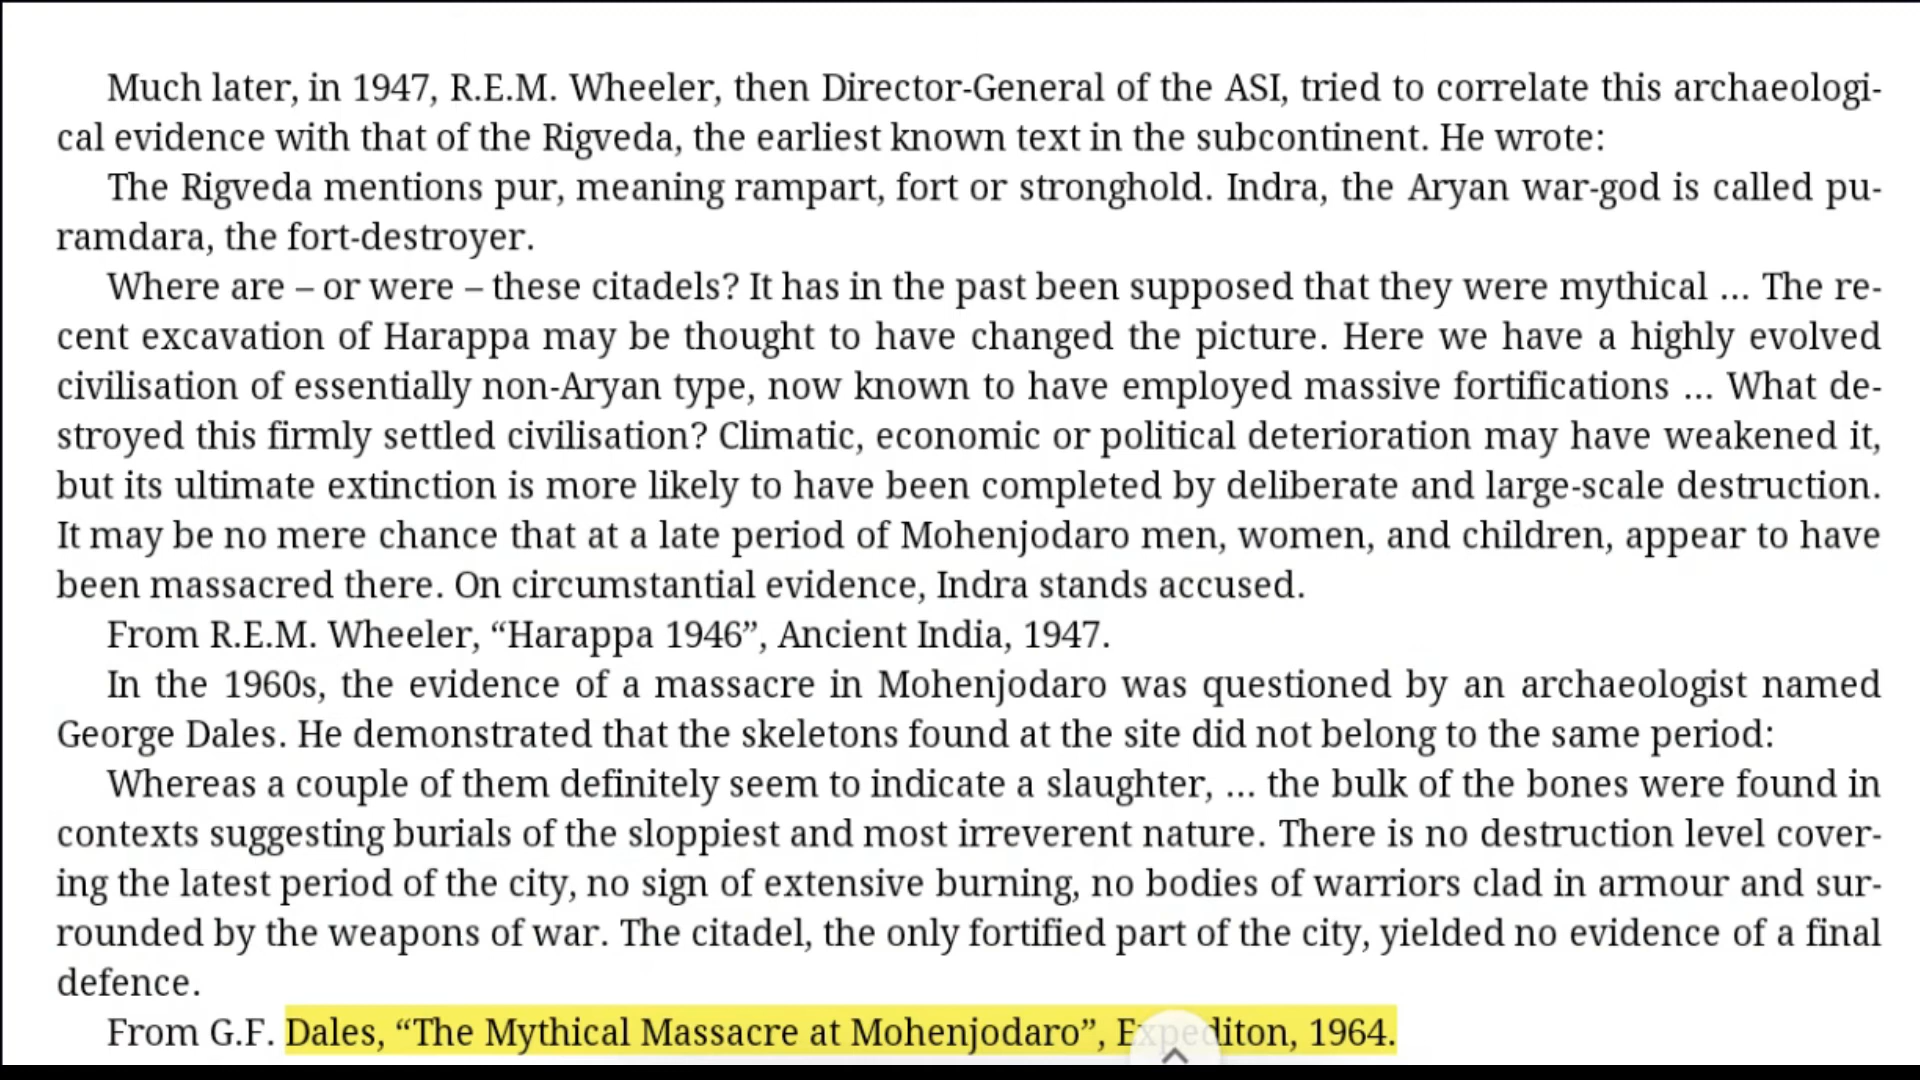 Much later, in 1947, R.E.M. Wheeler, then Director-General of the ASI, tried to correlate this archaeologi-
cal evidence with that of the Rigveda, the earliest known text in the subcontinent. He wrote:
The Rigveda mentions pur, meaning rampart, fort or stronghold. Indra, the Aryan war-god is called pu-
ramdara, the fort-destroyer.
Where are – or were – these citadels? It has in the past been supposed that they were mythical ... The re-
cent excavation of Harappa may be thought to have changed the picture. Here we have a highly evolved
civilisation of essentially non-Aryan type, now known to have employed massive fortifications ... What de-
stroyed this firmly settled civilisation? Climatic, economic or political deterioration may have weakened it,
but its ultimate extinction is more likely to have been completed by deliberate and large-scale destruction.
It may be no mere chance that at a late period of Mohenjodaro men, women, and children, appear to have
been massacred there. On circumstantial evidence, Indra stands accused.
From R.E.M. Wheeler, “Harappa 1946”, Ancient India, 1947.
In the 1960s, the evidence of a massacre in Mohenjodaro was questioned by an archaeologist named
George Dales. He demonstrated that the skeletons found at the site did not belong to the same period:
Whereas a couple of them definitely seem to indicate a slaughter, ... the bulk of the bones were found in
contexts suggesting burials of the sloppiest and most irreverent nature. There is no destruction level cover-
ing the latest period of the city, no sign of extensive burning, no bodies of warriors clad in armour and sur-
rounded by the weapons of war. The citadel, the only fortified part of the city, yielded no evidence of a final
defence.
From G.F. Dales, “The Mythical Massacre at Mohenjodaro”, Expediton, 1964.